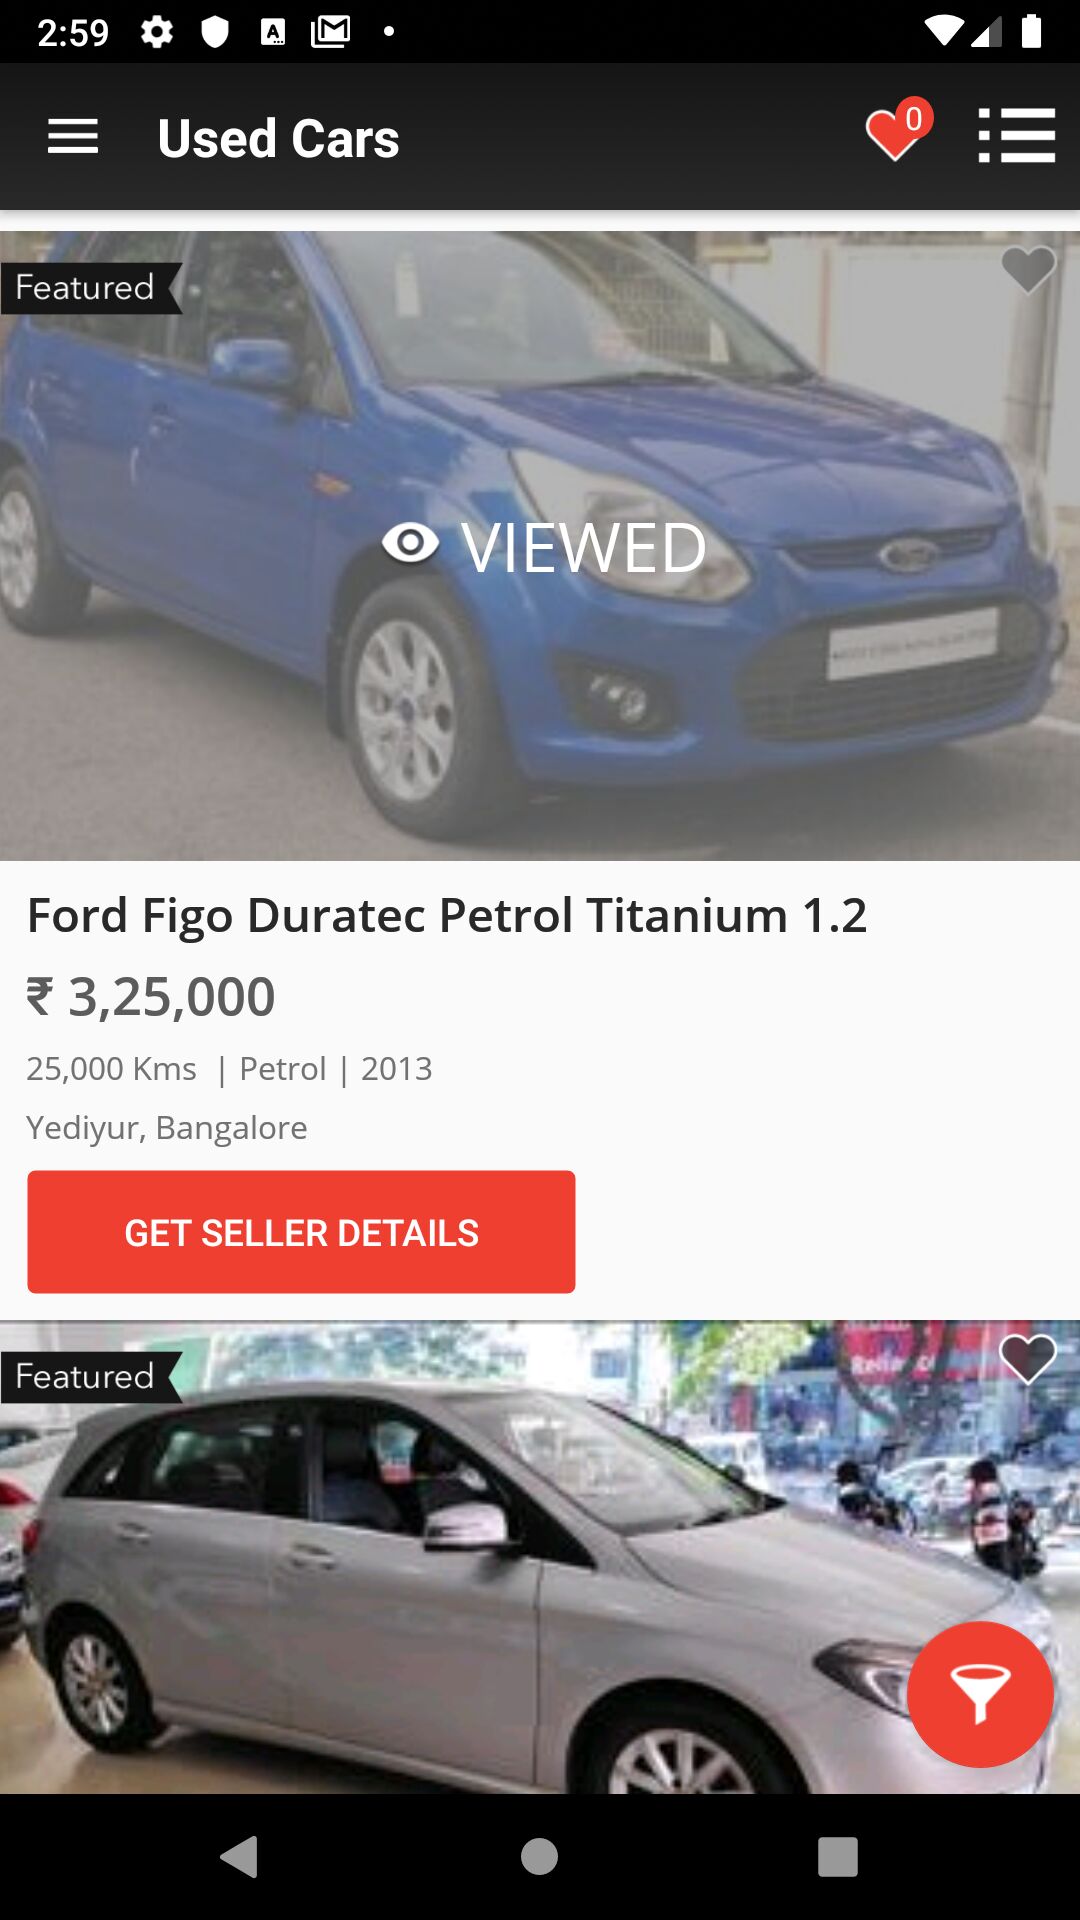 2:59
Used Cars
0
Featured
VIEWED
Ford Figo Duratec Petrol Titanium 1.2
₹ 3,25,000
25,000 Kms | Petrol | 2013
Yediyur, Bangalore
GET SELLER DETAILS
Featured